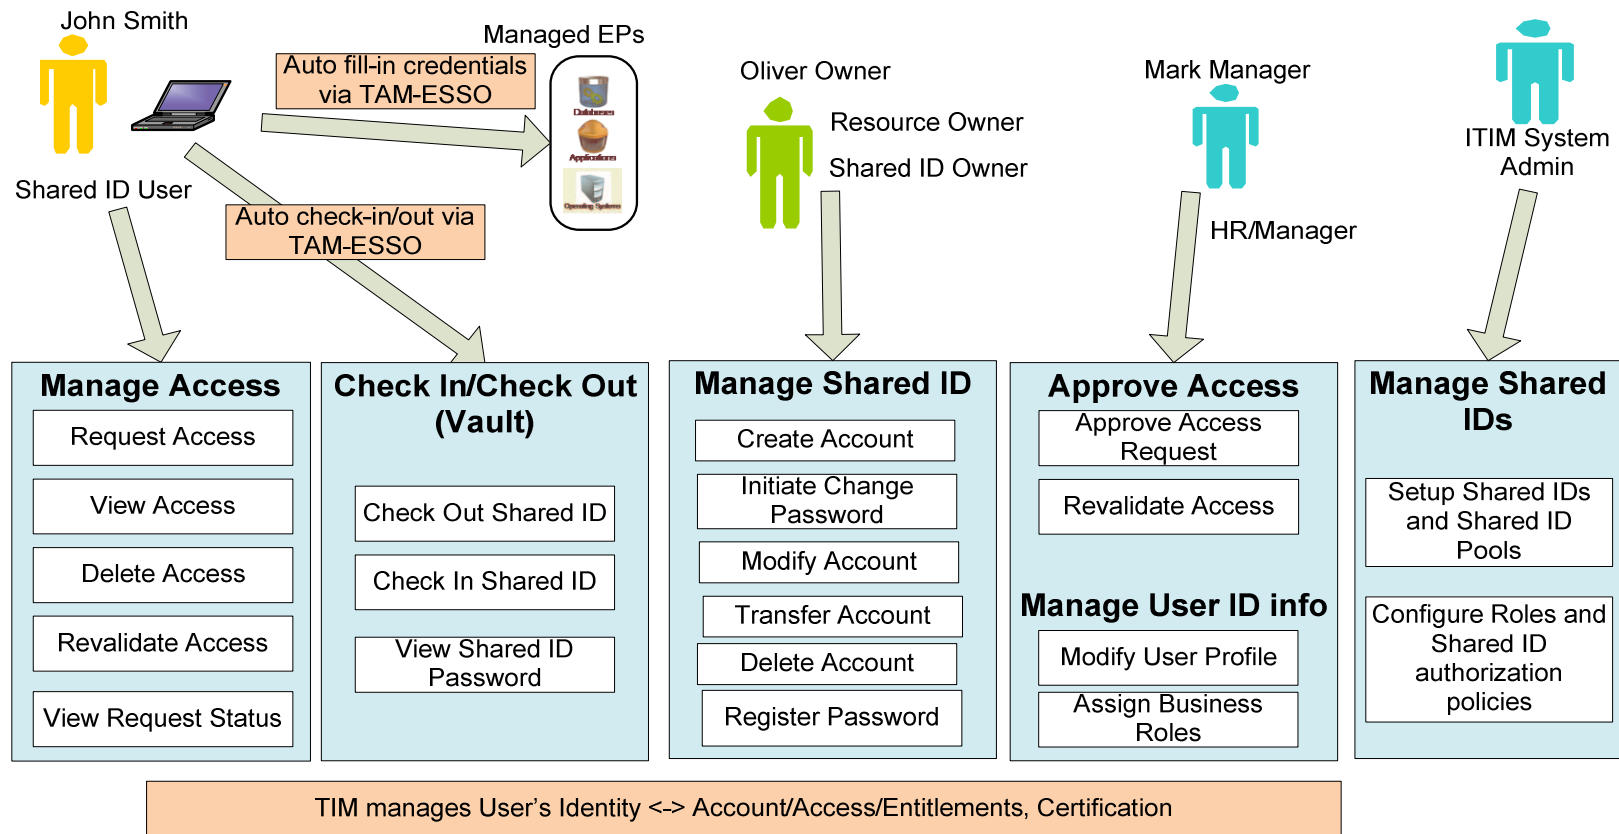 John Smith
Shared ID User
Auto fill-in credentials
via TAM-ESSO
Auto check-in/out via
TAM-ESSO
Managed EPs
Databases
Applications
Operating Systems
Oliver Owner
Resource Owner
Shared ID Owner
Mark Manager
HR/Manager
ITIM System
Admin
Manage Access
Request Access
View Access
Delete Access
Revalidate Access
View Request Status
Check In/Check Out
(Vault)
Check Out Shared ID
Check In Shared ID
View Shared ID
Password
Manage Shared ID
Create Account
Initiate Change
Password
Modify Account
Transfer Account
Delete Account
Register Password
Approve Access
Approve Access
Request
Revalidate Access
Manage User ID info
Modify User Profile
Assign Business
Roles
Manage Shared
IDs
Setup Shared IDs
and Shared ID
Pools
Configure Roles and
Shared ID
authorization
policies
TIM manages User’s Identity <-> Account/Access/Entitlements, Certification